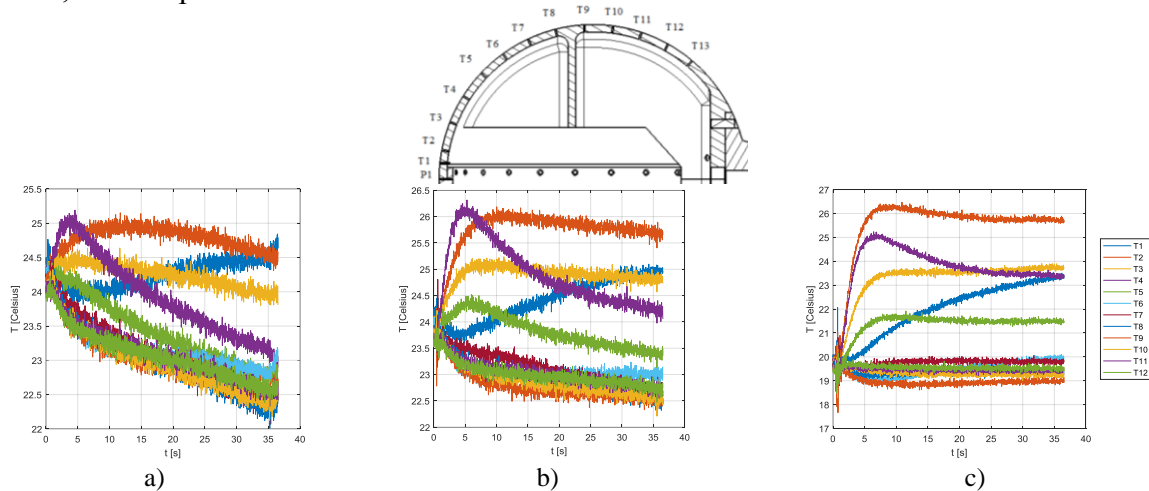 T1
T2
T3
T4
T5
T6
T7
T8
T9
T10
T11
T12
T13
P1
25.5
25
24.5
24
23.5
23
22.5
22
T [Celsius]
0 5 10 15 20 25 30 35 40
t [s]
a)
26.5
26
25.5
25
24.5
24
23.5
23
22.5
22
T [Celsius]
0 5 10 15 20 25 30 35 40
t [s]
b)
27
26
25
24
23
22
21
20
19
18
17
T [Celsius]
0 5 10 15 20 25 30 35 40
t [s]
c)
T1
T2
T3
T4
T5
T6
T7
T8
T9
T10
T11
T12